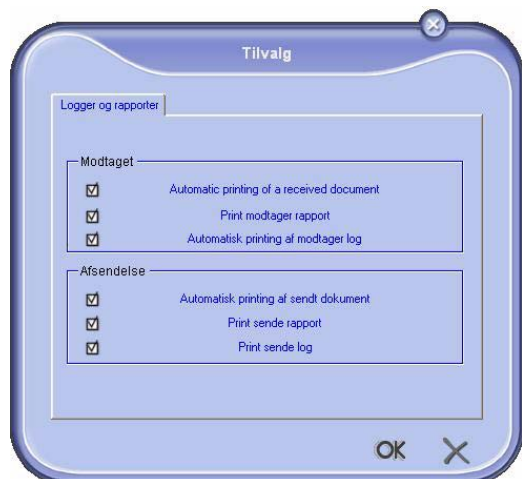 Tilvalg
Logger og rapporter
Modtaget
Automatic printing of a received document
Print modtager rapport
Automatisk printing af modtager log
Afsendelse
Automatisk printing af sendt dokument
Print sende rapport
Print sende log
OK